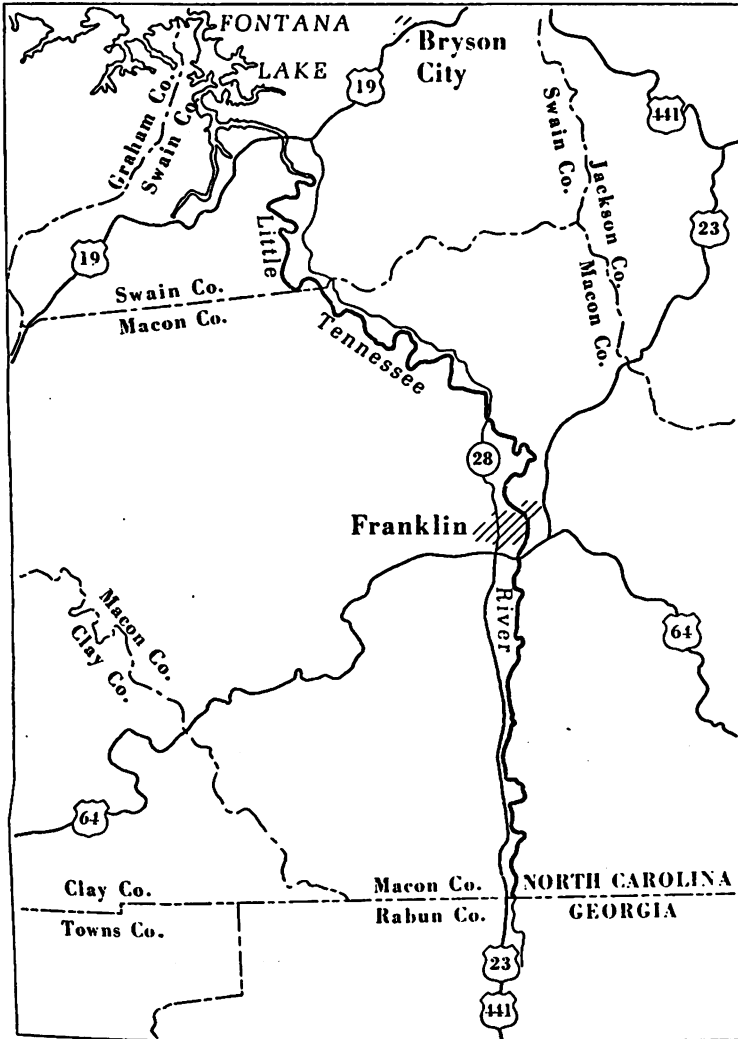 FONTANA
LAKE
Bryson
City
19
441
Graham Co.
Swain Co.
Swain Co.
Jackson Co.
Macon Co.
23
19
Little
Swain Co.
Macon Co.
Tennessee
28
Franklin
River
Macon Co.
Clay Co.
64
64
Clay Co.
Towns Co.
Macon Co.
Rabun Co.
NORTH CAROLINA
GEORGIA
23
441